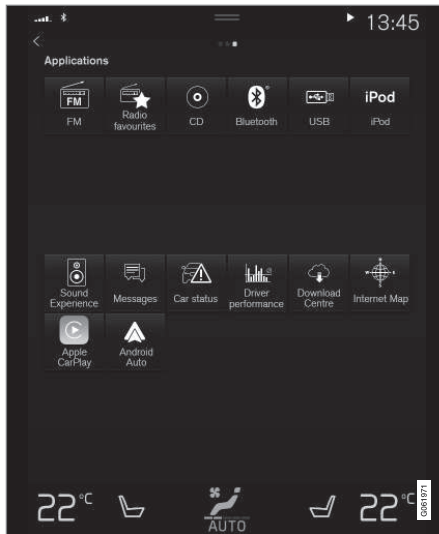 13:45
Applications
FM
FM
Radio
favourites
CD
Bluetooth
USB
iPod
iPod
Sound
Experience
Messages
Car status
Driver
performance
Download
Centre
Internet Map
Apple
CarPlay
Android
Auto
22°C
AUTO
22°C
G061971